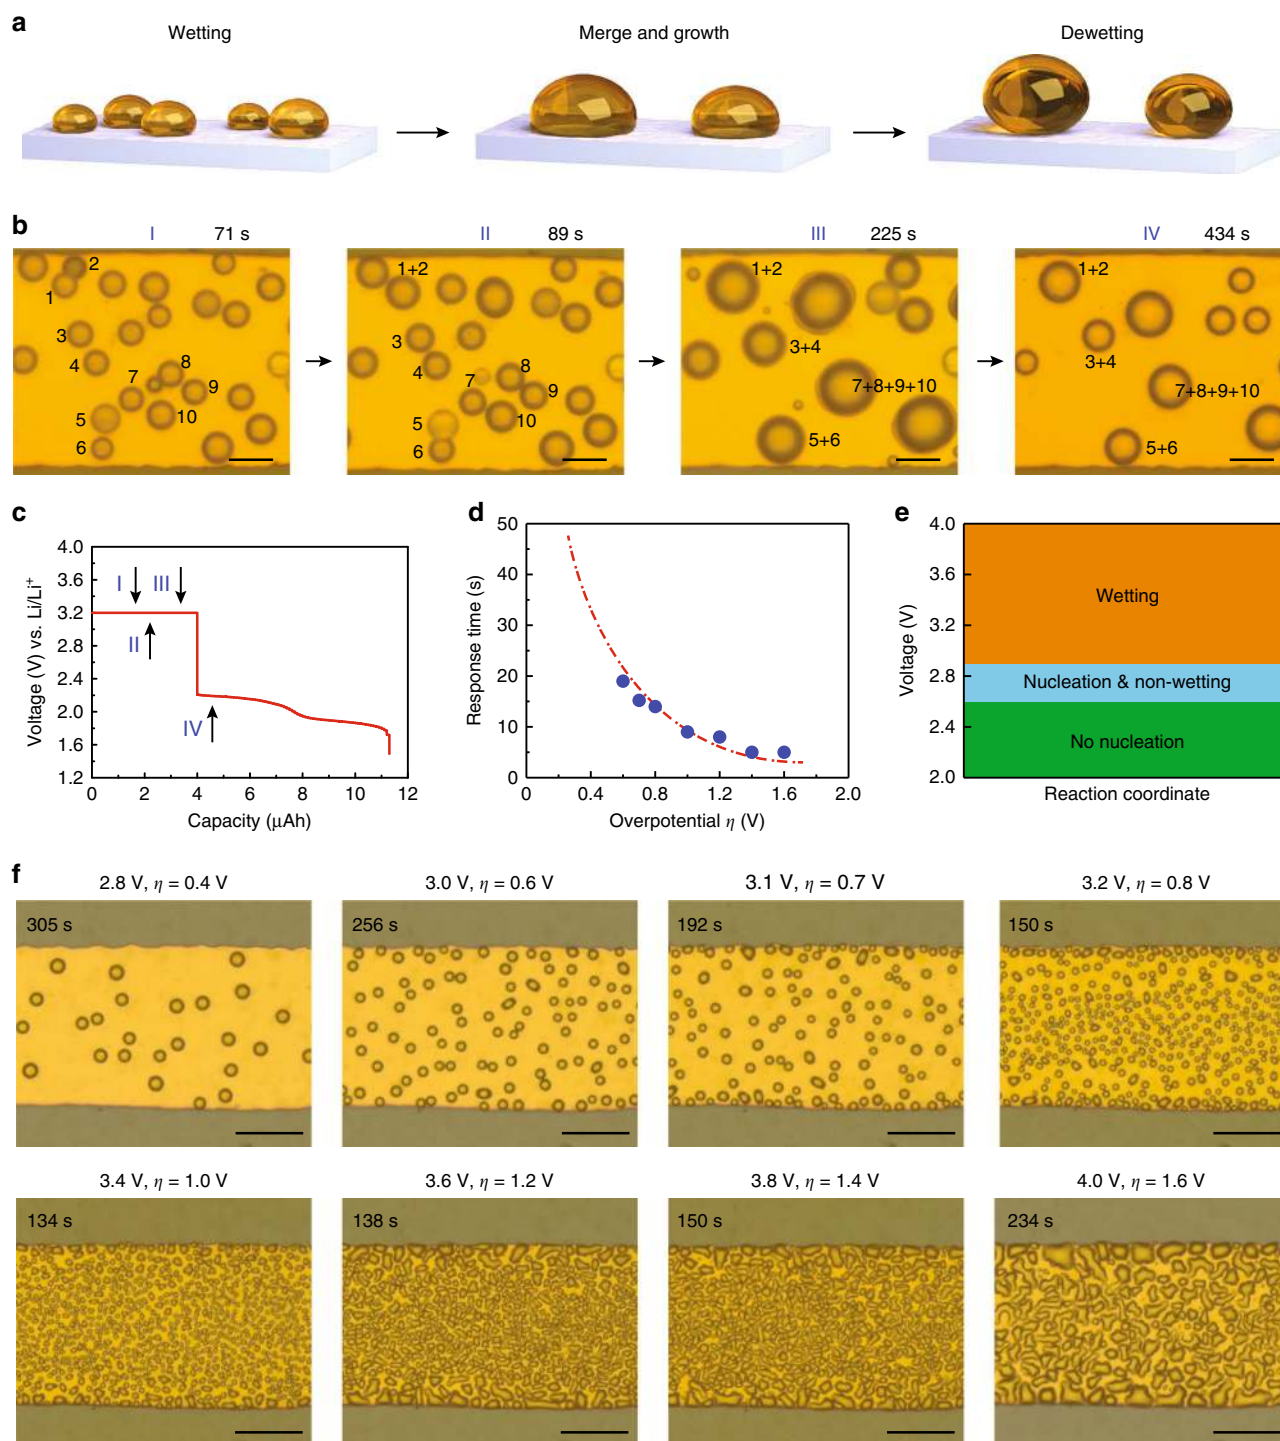 a
Wetting
Merge and growth
Dewetting
b
I 71 s
II 89 s
III 225 s
IV 434 s
2
1
3
4
8
7
9
5
10
6
1+2
3
4
8
7
9
5
10
6
1+2
3+4
7+8+9+10
5+6
1+2
3+4
7+8+9+10
5+6
c
Voltage (V) vs. Li/Li+
4.0
3.6
3.2
2.8
2.4
2.0
1.6
1.2
I
III
II
IV
0 2 4 6 8 10 12
Capacity (µAh)
d
Response time (s)
50
40
30
20
10
0
0 0.4 0.8 1.2 1.6 2.0
Overpotential η (V)
e
Voltage (V)
4.0
3.6
3.2
2.8
2.4
2.0
Wetting
Nucleation & non-wetting
No nucleation
Reaction coordinate
f
2.8 V, η = 0.4 V
3.0 V, η = 0.6 V
3.1 V, η = 0.7 V
3.2 V, η = 0.8 V
305 s
256 s
192 s
150 s
3.4 V, η = 1.0 V
3.6 V, η = 1.2 V
3.8 V, η = 1.4 V
4.0 V, η = 1.6 V
134 s
138 s
150 s
234 s